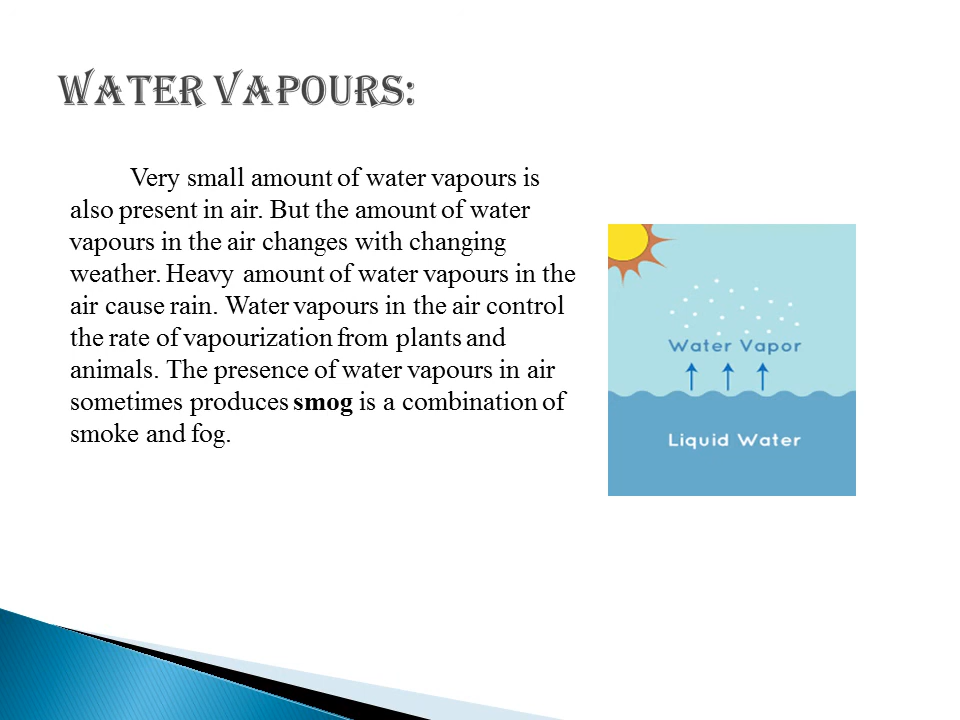 WATER VAPOURS:
Very small amount of water vapours is
also present in air. But the amount of water
vapours in the air changes with changing
weather. Heavy amount of water vapours in the
air cause rain. Water vapours in the air control
the rate of vapourization from plants and
animals. The presence of water vapours in air
sometimes produces smog is a combination of
smoke and fog.
Water Vapor
Liquid Water